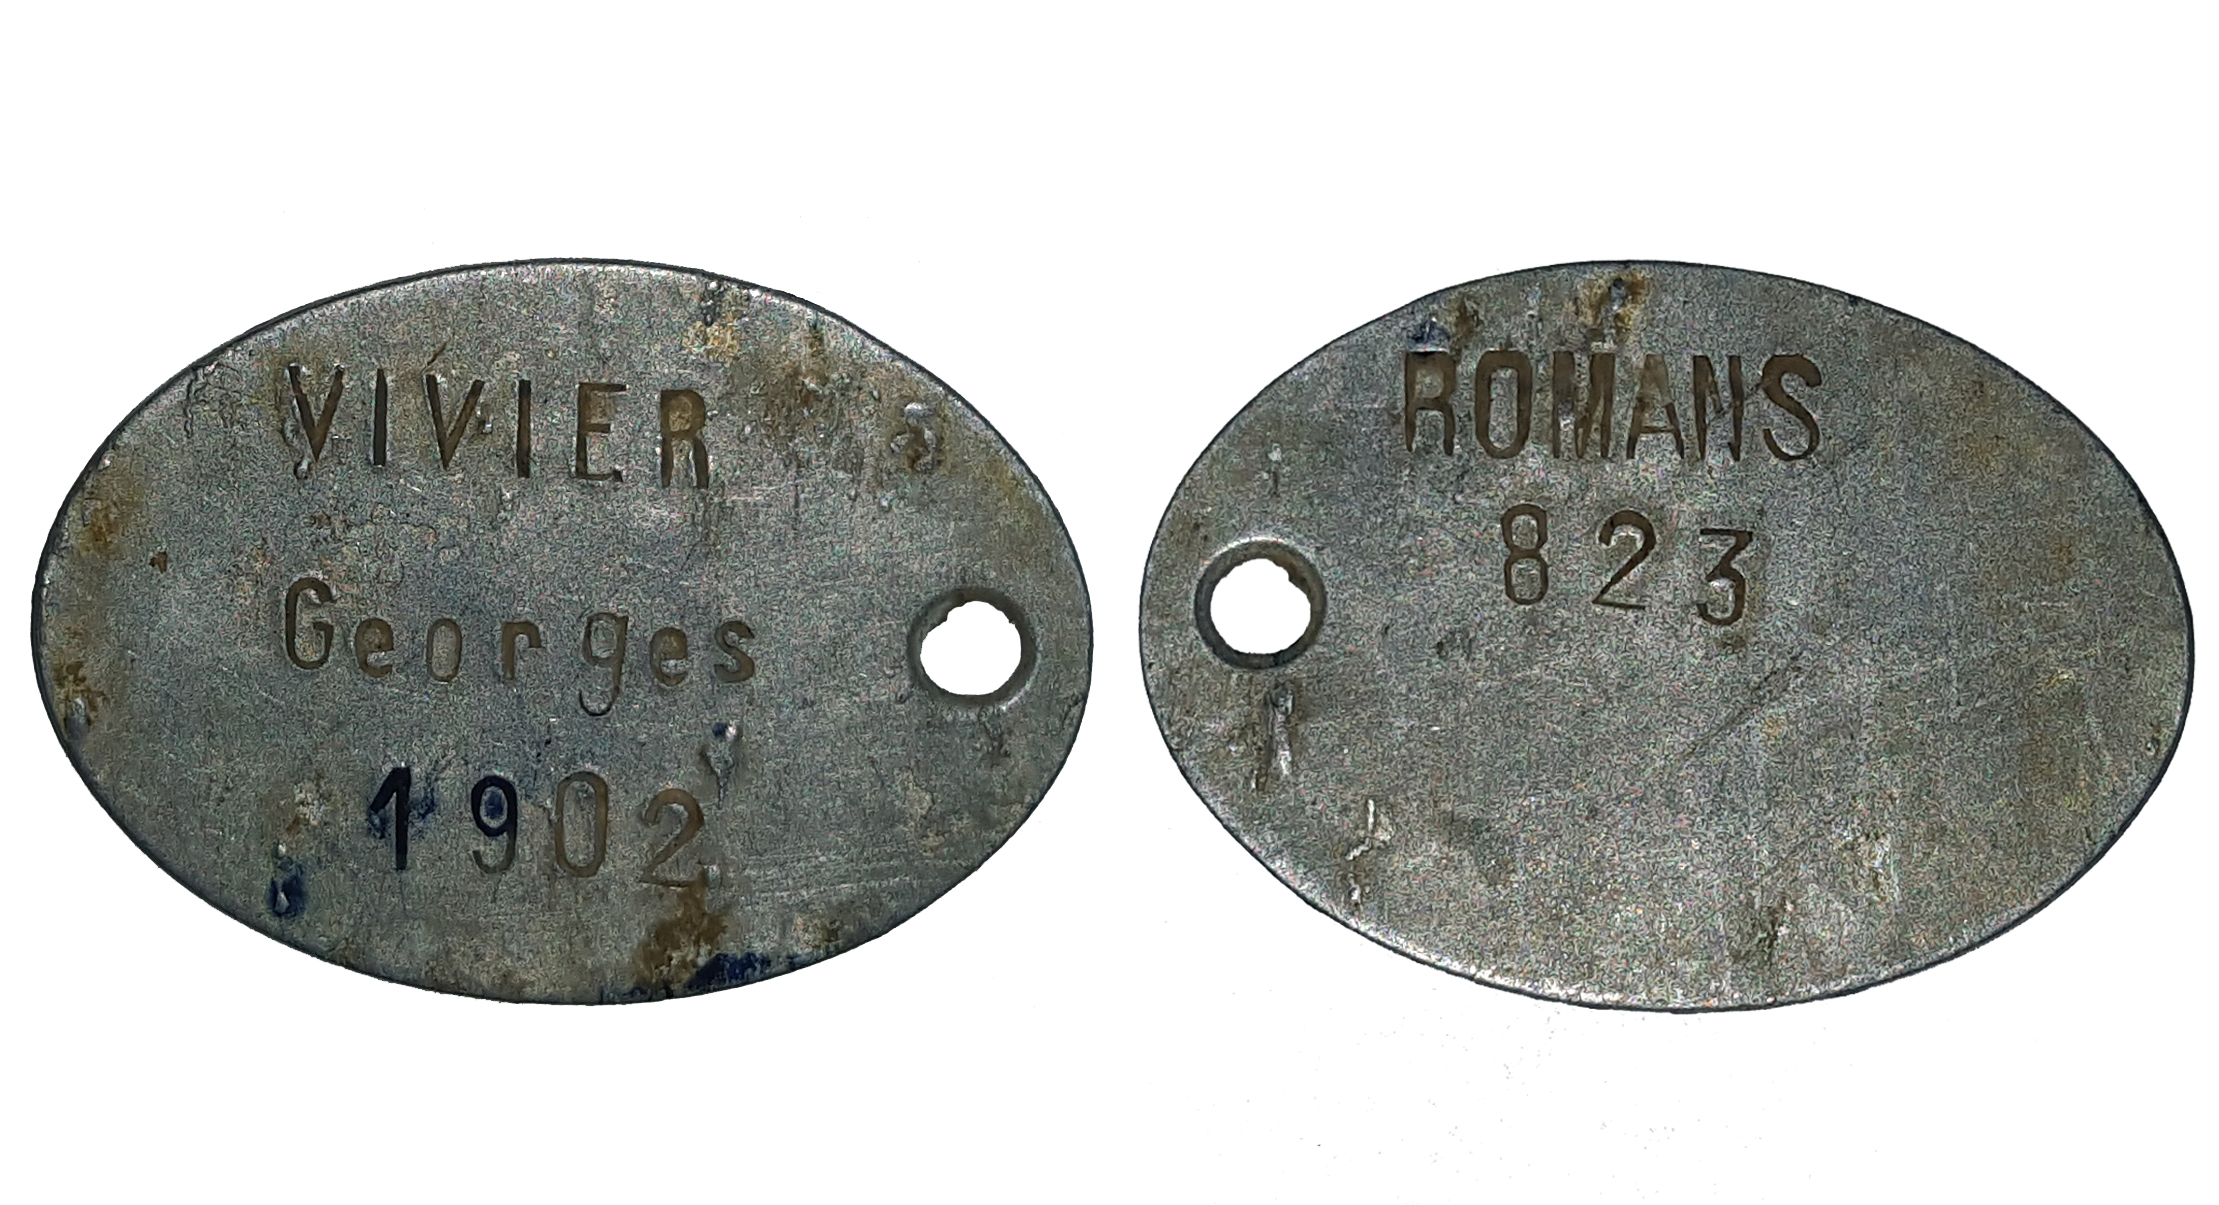 VIVIER
Georges
1902
ROMANS
823